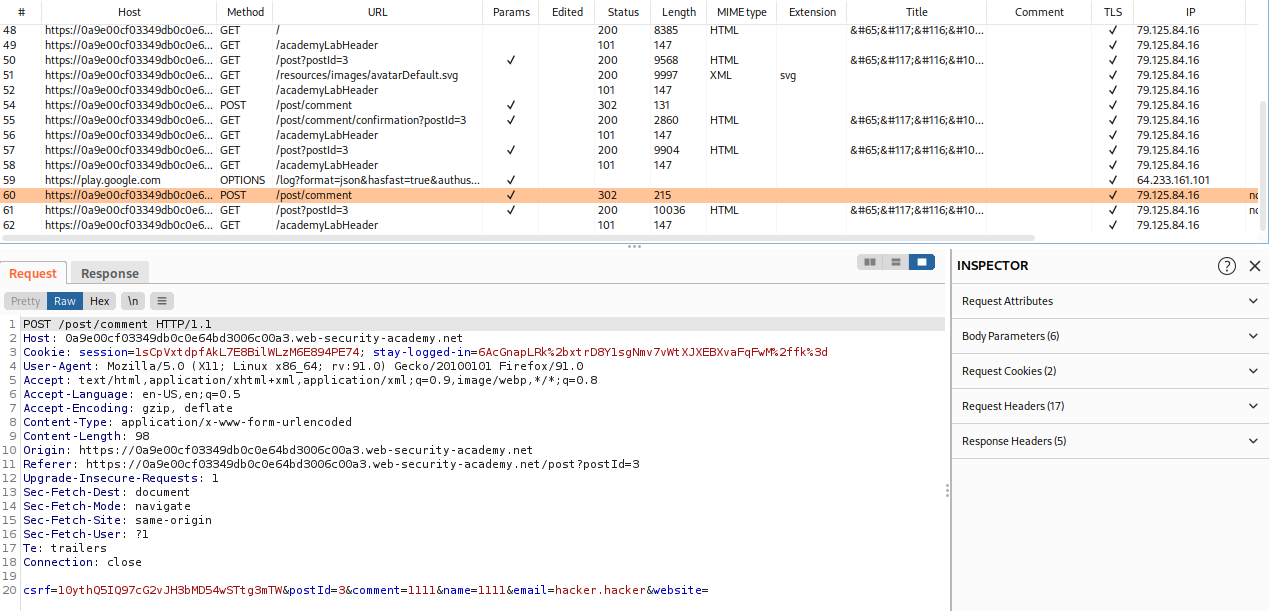 # Host Method URL Params Edited Status Length MIME type Extension Title Comment TLS IP
48 https://0a9e00cf03349db0c0e6... GET / 200 8385 HTML &#65;&#117;&#116;&#10... ✓ 79.125.84.16
49 https://0a9e00cf03349db0c0e6... GET /academyLabHeader 101 147 ✓ 79.125.84.16
50 https://0a9e00cf03349db0c0e6... GET /post?postId=3 ✓ 200 9568 HTML &#65;&#117;&#116;&#10... ✓ 79.125.84.16
51 https://0a9e00cf03349db0c0e6... GET /resources/images/avatarDefault.svg 200 9997 XML svg ✓ 79.125.84.16
52 https://0a9e00cf03349db0c0e6... GET /academyLabHeader 101 147 ✓ 79.125.84.16
54 https://0a9e00cf03349db0c0e6... POST /post/comment ✓ 302 131 ✓ 79.125.84.16
55 https://0a9e00cf03349db0c0e6... GET /post/comment/confirmation?postId=3 ✓ 200 2860 HTML &#65;&#117;&#116;&#10... ✓ 79.125.84.16
56 https://0a9e00cf03349db0c0e6... GET /academyLabHeader 101 147 ✓ 79.125.84.16
57 https://0a9e00cf03349db0c0e6... GET /post?postId=3 ✓ 200 9904 HTML &#65;&#117;&#116;&#10... ✓ 79.125.84.16
58 https://0a9e00cf03349db0c0e6... GET /academyLabHeader 101 147 ✓ 79.125.84.16
59 https://play.google.com OPTIONS /log?format=json&hasfast=true&authus... ✓ ✓ 64.233.161.101
60 https://0a9e00cf03349db0c0e6... POST /post/comment ✓ 302 215 ✓ 79.125.84.16
61 https://0a9e00cf03349db0c0e6... GET /post?postId=3 ✓ 200 10036 HTML &#65;&#117;&#116;&#10... ✓ 79.125.84.16
62 https://0a9e00cf03349db0c0e6... GET /academyLabHeader 101 147 ✓ 79.125.84.16
Request Response
Pretty Raw Hex \n
1 POST /post/comment HTTP/1.1
2 Host: 0a9e00cf03349db0c0e64bd3006c00a3.web-security-academy.net
3 Cookie: session=1sCpVxtdpfAkL7E8BilWLzM6E894PE74; stay-logged-in=6AcGnapLRk%2bxtrD8Y1sgNmv7vWtXJXEBXvaFqFwM%2ffk%3d
4 User-Agent: Mozilla/5.0 (X11; Linux x86_64; rv:91.0) Gecko/20100101 Firefox/91.0
5 Accept: text/html,application/xhtml+xml,application/xml;q=0.9,image/webp,*/*;q=0.8
6 Accept-Language: en-US,en;q=0.5
7 Accept-Encoding: gzip, deflate
8 Content-Type: application/x-www-form-urlencoded
9 Content-Length: 98
10 Origin: https://0a9e00cf03349db0c0e64bd3006c00a3.web-security-academy.net
11 Referer: https://0a9e00cf03349db0c0e64bd3006c00a3.web-security-academy.net/post?postId=3
12 Upgrade-Insecure-Requests: 1
13 Sec-Fetch-Dest: document
14 Sec-Fetch-Mode: navigate
15 Sec-Fetch-Site: same-origin
16 Sec-Fetch-User: ?1
17 Te: trailers
18 Connection: close
19
20 csrf=10ythQ5IQ97cG2vJH3bMD54wSTtg3mTW&postId=3&comment=1111&name=1111&email=hacker.hacker&website=
INSPECTOR
Request Attributes
Body Parameters (6)
Request Cookies (2)
Request Headers (17)
Response Headers (5)